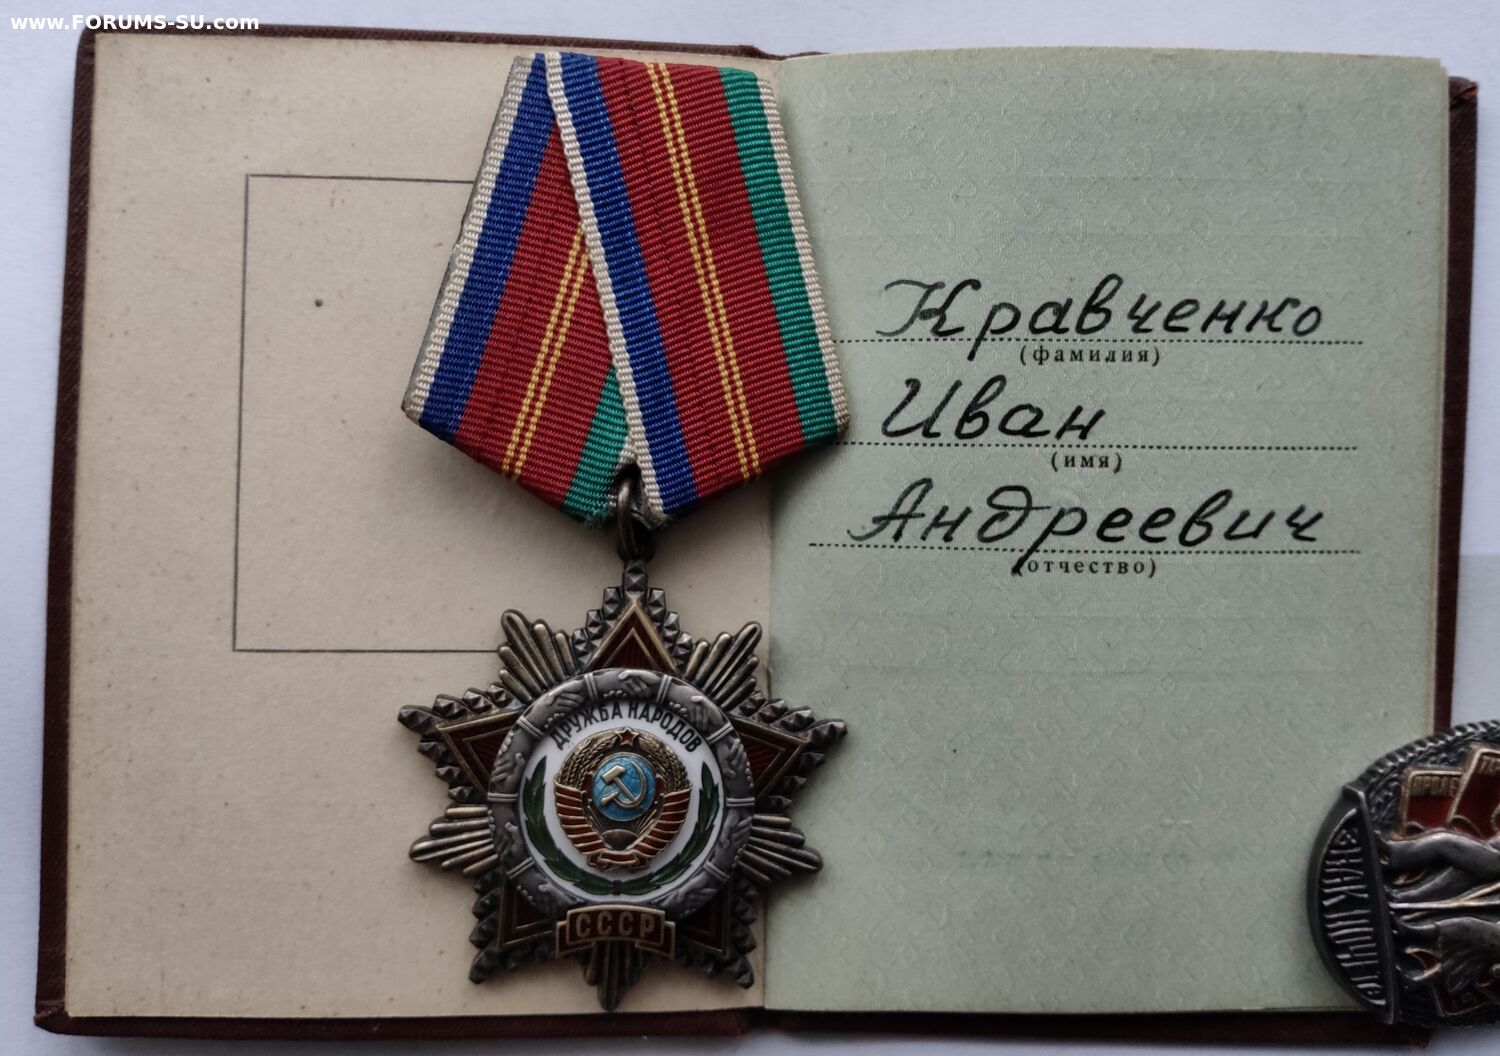 www.FORUMS-SU.com
Кравченко
(фамилия)
Иван
(имя)
Андреевич
(отчество)
ДРУЖБА НАРОДОВ
СССР